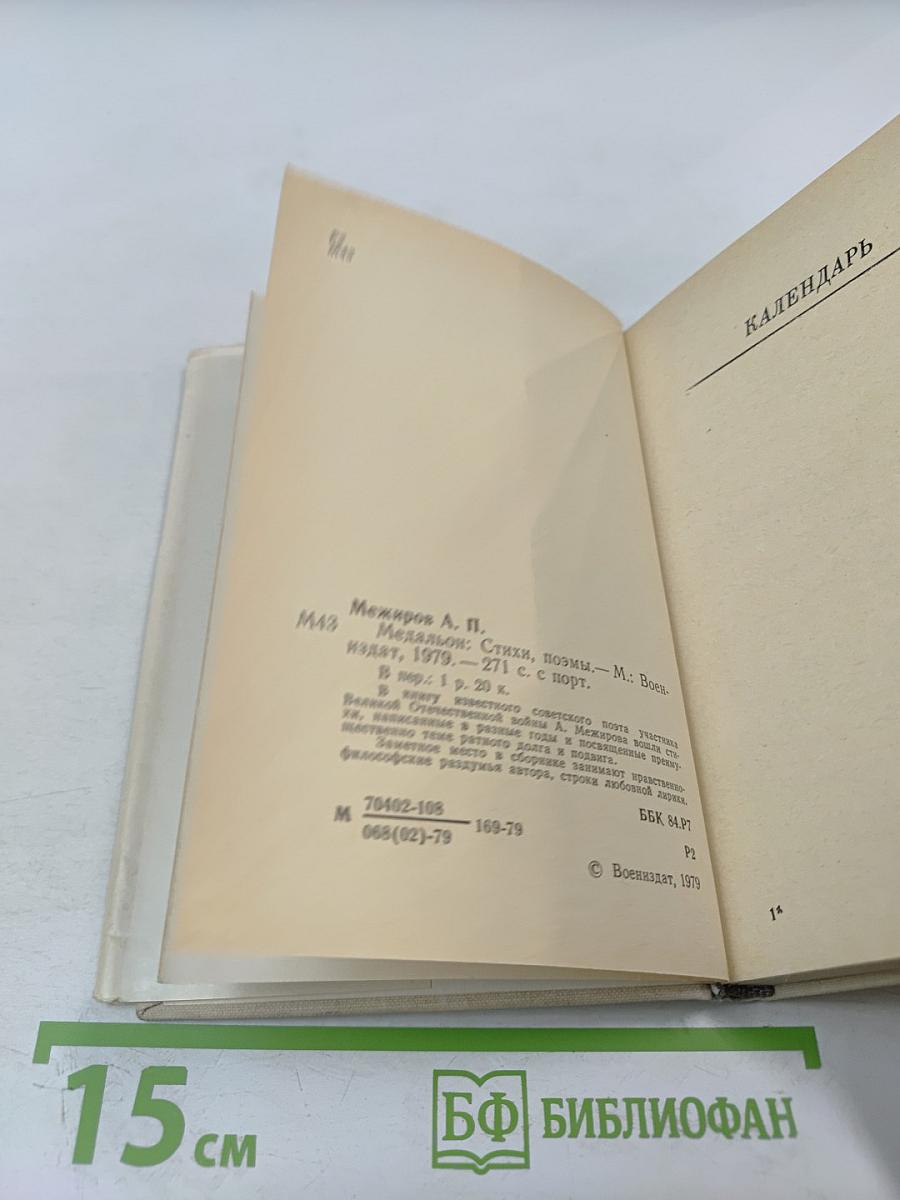 Р2
М43
Межиров А. П.
Медальон: Стихи, поэмы.— М.: Воен-
издат, 1979. — 271 с. с порт.
В пер.: 1 р. 20 к.
В книгу известного советского поэта участника
Великой Отечественной войны А. Межирова вошли сти-
хи, написанные в разные годы и посвященные преиму-
щественно теме ратного долга и подвига.
Заметное место в сборнике занимают нравственно-
философские раздумья автора, строки любовной лирики.
М 70402-108
068(02)-79 169-79
ББК 84.Р7
Р2
© Воениздат, 1979
КАЛЕНДАРЬ
1*
15 см
БФ БИБЛИОФАН